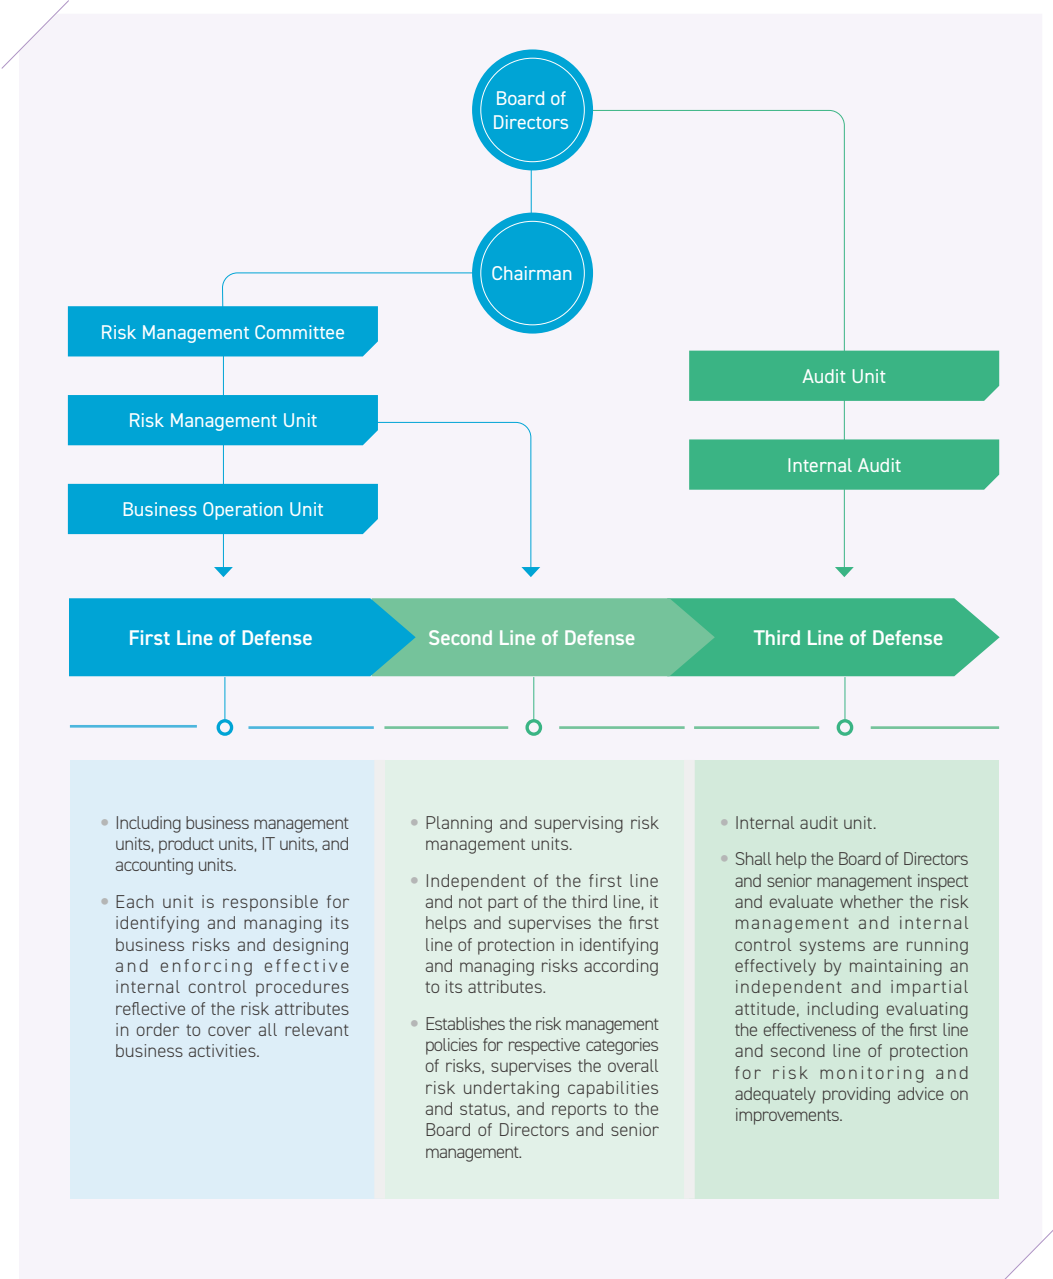 Board of
Directors
Chairman
Risk Management Committee
Risk Management Unit
Business Operation Unit
Audit Unit
Internal Audit
First Line of Defense
Second Line of Defense
Third Line of Defense
• Including business management
units, product units, IT units, and
accounting units.
• Each unit is responsible for
identifying and managing its
business risks and designing
and enforcing effective
internal control procedures
reflective of the risk attributes
in order to cover all relevant
business activities.
• Planning and supervising risk
management units.
• Independent of the first line
and not part of the third line, it
helps and supervises the first
line of protection in identifying
and managing risks according
to its attributes.
• Establishes the risk management
policies for respective categories
of risks, supervises the overall
risk undertaking capabilities
and status, and reports to the
Board of Directors and senior
management.
• Internal audit unit.
• Shall help the Board of Directors
and senior management inspect
and evaluate whether the risk
management and internal
control systems are running
effectively by maintaining an
independent and impartial
attitude, including evaluating
the effectiveness of the first line
and second line of protection
for risk monitoring and
adequately providing advice on
improvements.